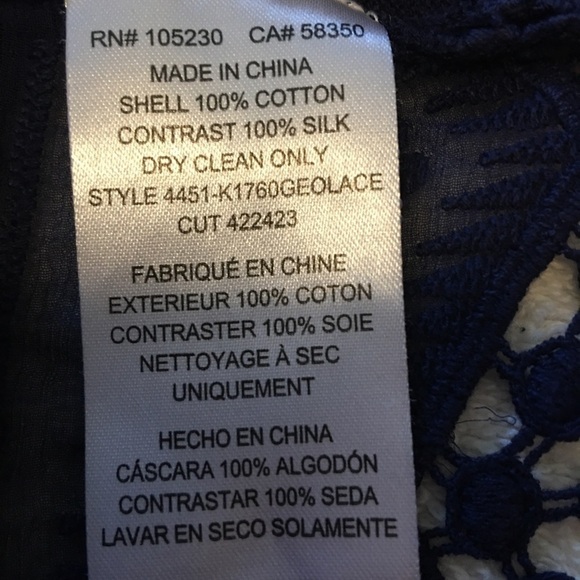 RN# 105230 CA# 58350
MADE IN CHINA
SHELL 100% COTTON
CONTRAST 100% SILK
DRY CLEAN ONLY
STYLE 4451-K1760GEOLACE
CUT 422423
FABRIQUÉ EN CHINE
EXTERIEUR 100% COTON
CONTRASTER 100% SOIE
NETTOYAGE À SEC
UNIQUEMENT
HECHO EN CHINA
CÁSCARA 100% ALGODÓN
CONTRASTAR 100% SEDA
LAVAR EN SECO SOLAMENTE